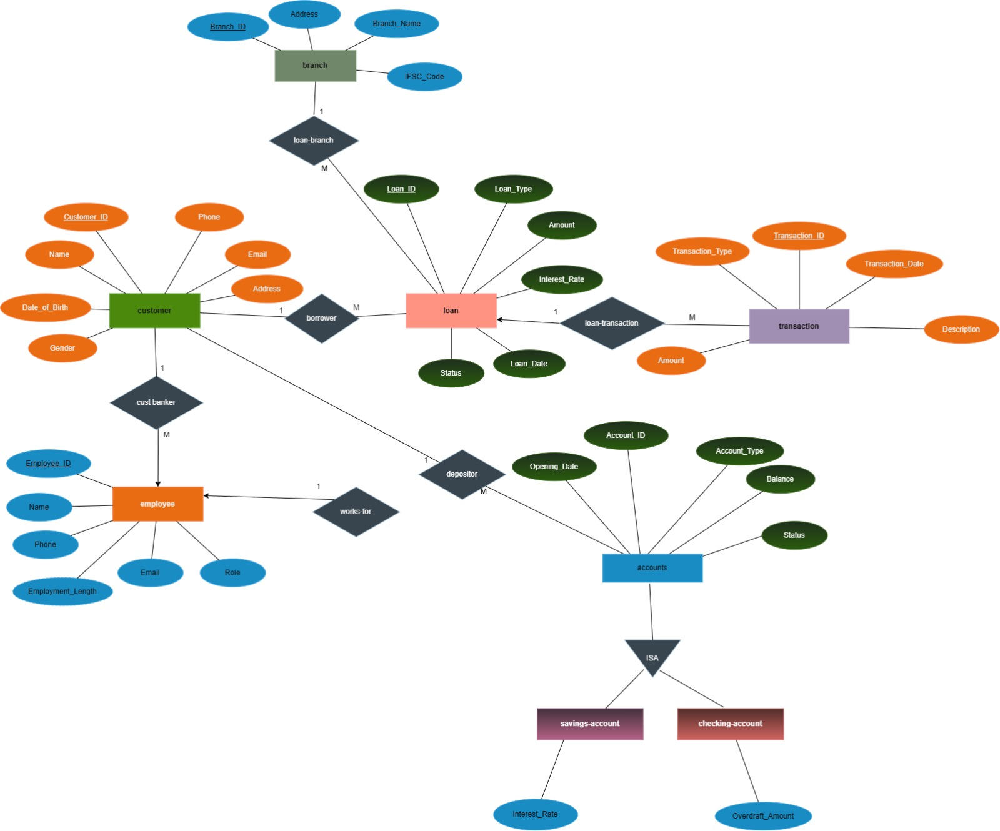 Address
Branch_Name
Branch_ID
branch
IFSC_Code
1
loan-branch
M
Loan_ID
Loan_Type
Customer_ID
Phone
Amount
Transaction_ID
Name
Email
Transaction_Type
Transaction_Date
Address
Interest_Rate
Date_of_Birth
customer
1
borrower
M
loan
1
loan-transaction
M
transaction
Description
Gender
Status
Loan_Date
Amount
1
cust banker
M
Account_ID
Employee_ID
1
depositor
M
Opening_Date
Account_Type
Balance
Name
employee
1
works-for
Phone
Status
Email
Role
Employment_Length
accounts
ISA
savings-account
checking-account
Interest_Rate
Overdraft_Amount